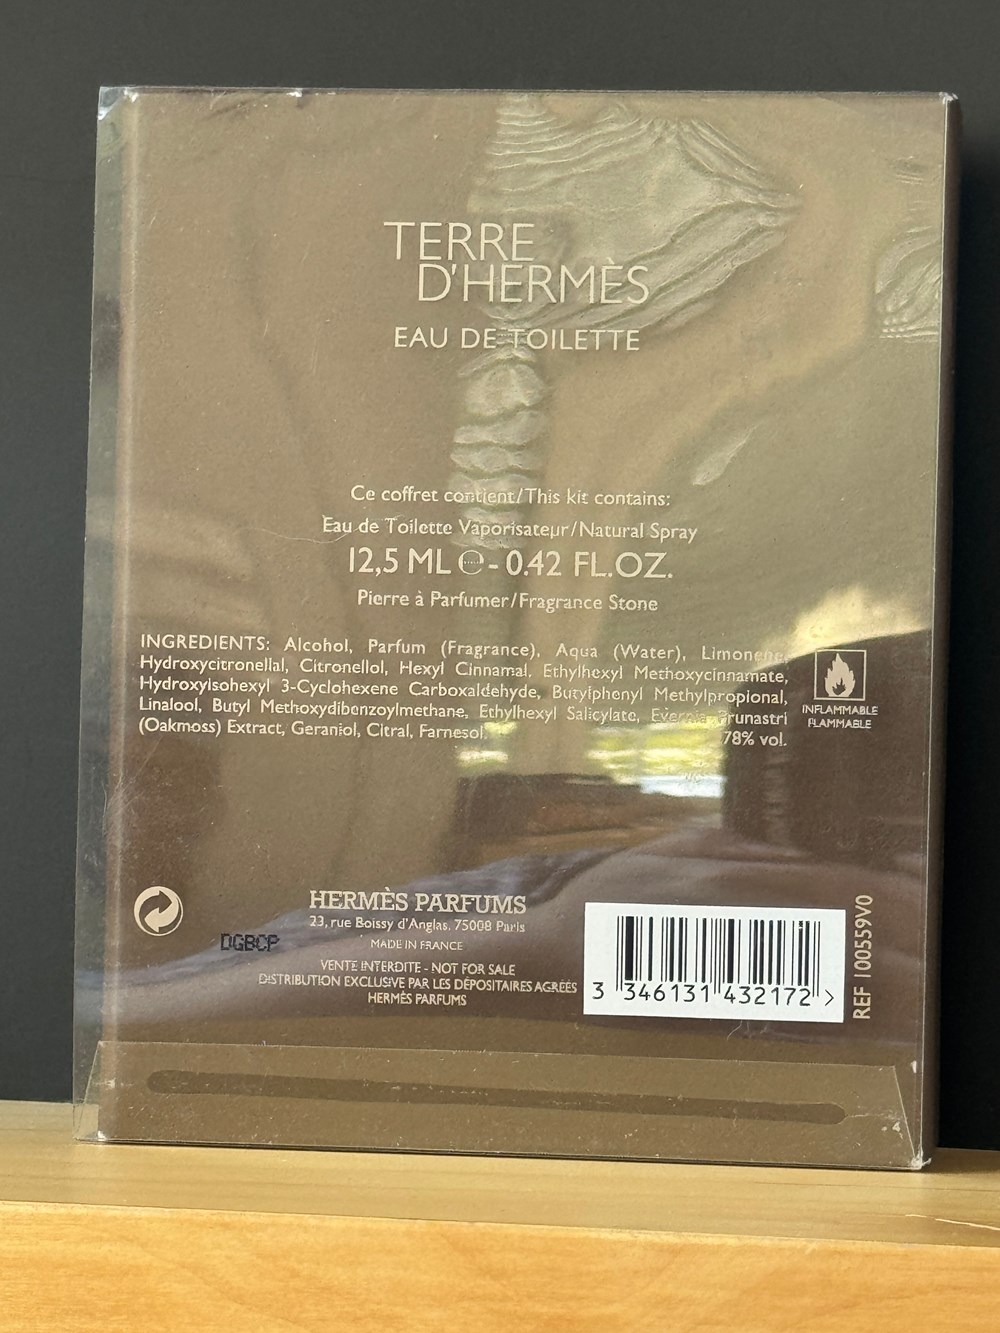 TERRE
D'HERMÈS
EAU DE TOILETTE
Ce coffret contient/This kit contains:
Eau de Toilette Vaporisateur/Natural Spray
12,5 ML ℮ - 0.42 FL.OZ.
Pierre à Parfumer/Fragrance Stone
INGREDIENTS: Alcohol, Parfum (Fragrance), Aqua (Water), Limonene,
Hydroxycitronellal, Citronellol, Hexyl Cinnamal, Ethylhexyl Methoxycinnamate,
Hydroxyisohexyl 3-Cyclohexene Carboxaldehyde, Butylphenyl Methylpropional,
Linalool, Butyl Methoxydibenzoylmethane, Ethylhexyl Salicylate, Evernia Prunastri
(Oakmoss) Extract, Geraniol, Citral, Farnesol.
78% vol.
INFLAMMABLE
FLAMMABLE
DGBCP
HERMÈS PARFUMS
23, rue Boissy d'Anglas. 75008 Paris
MADE IN FRANCE
VENTE INTERDITE - NOT FOR SALE
DISTRIBUTION EXCLUSIVE PAR LES DÉPOSITAIRES AGRÉÉS
HERMÈS PARFUMS
3 346131 432172 >
REF 100559V0
4